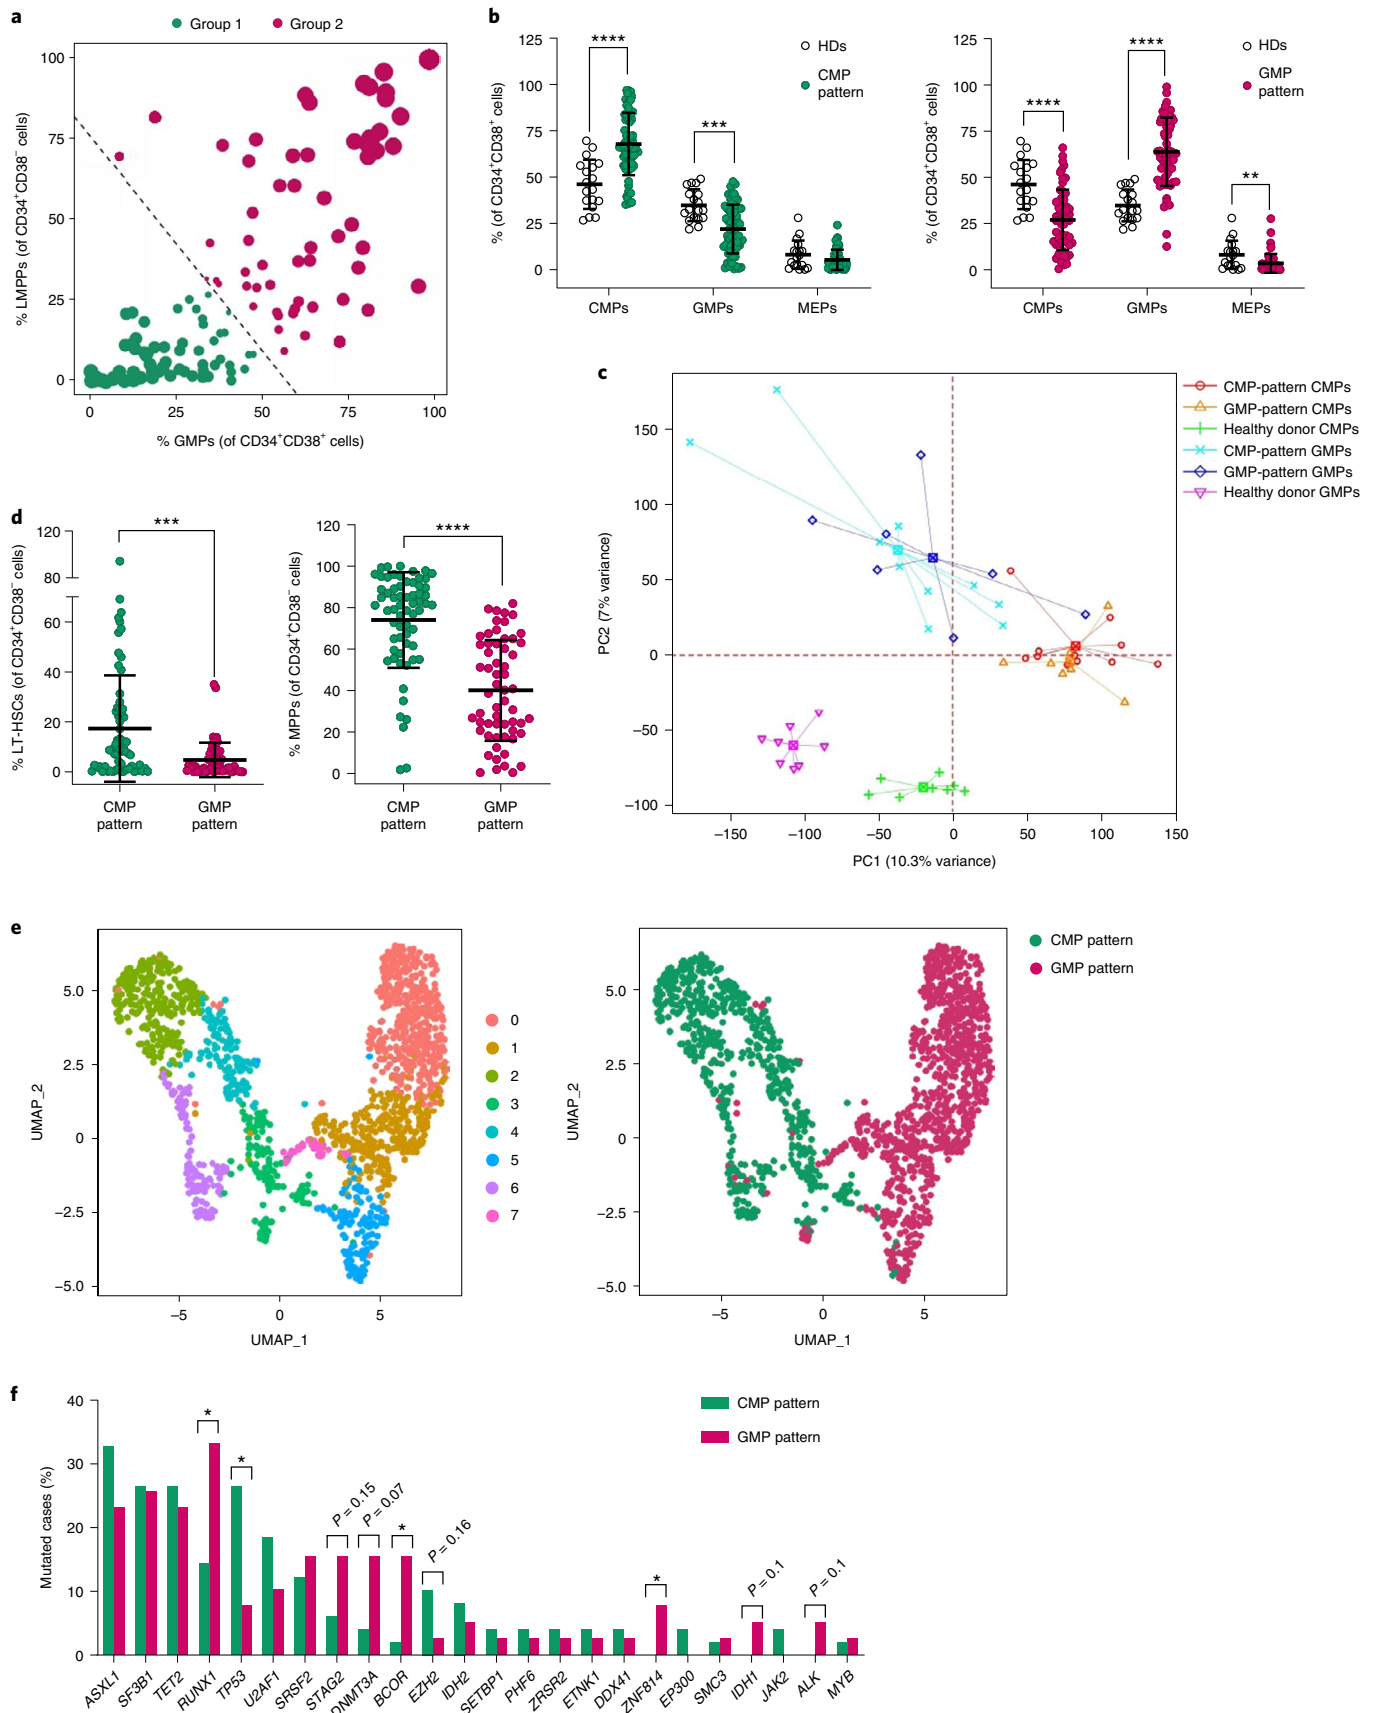 a
Group 1
Group 2
100
75
50
25
0
% LMPPs (of CD34⁺CD38⁻ cells)
0
25
50
75
100
% GMPs (of CD34⁺CD38⁺ cells)
b
125
100
75
50
25
0
% (of CD34⁺CD38⁺ cells)
****
***
HDs
CMP
pattern
CMPs
GMPs
MEPs
125
100
75
50
25
0
% (of CD34⁺CD38⁺ cells)
****
****
**
HDs
GMP
pattern
CMPs
GMPs
MEPs
c
150
100
50
0
−50
−100
PC2 (7% variance)
−150
−100
−50
0
50
100
150
PC1 (10.3% variance)
CMP-pattern CMPs
GMP-pattern CMPs
Healthy donor CMPs
CMP-pattern GMPs
GMP-pattern GMPs
Healthy donor GMPs
d
120
80
60
40
20
0
% LT-HSCs (of CD34⁺CD38⁻ cells)
***
CMP
pattern
GMP
pattern
120
100
80
60
40
20
0
% MPPs (of CD34⁺CD38⁻ cells)
****
CMP
pattern
GMP
pattern
e
5.0
2.5
0
−2.5
−5.0
UMAP_2
−5
0
5
UMAP_1
0
1
2
3
4
5
6
7
5.0
2.5
0
−2.5
−5.0
UMAP_2
−5
0
5
UMAP_1
CMP pattern
GMP pattern
f
40
30
20
10
0
Mutated cases (%)
CMP pattern
GMP pattern
*
*
P = 0.15
P = 0.07
*
P = 0.16
*
P = 0.1
P = 0.1
ASXL1
SF3B1
TET2
RUNX1
TP53
U2AF1
SRSF2
STAG2
DNMT3A
BCOR
EZH2
IDH2
SETBP1
PHF6
ZRSR2
ETNK1
DDX41
ZNF814
EP300
SMC3
IDH1
JAK2
ALK
MYB